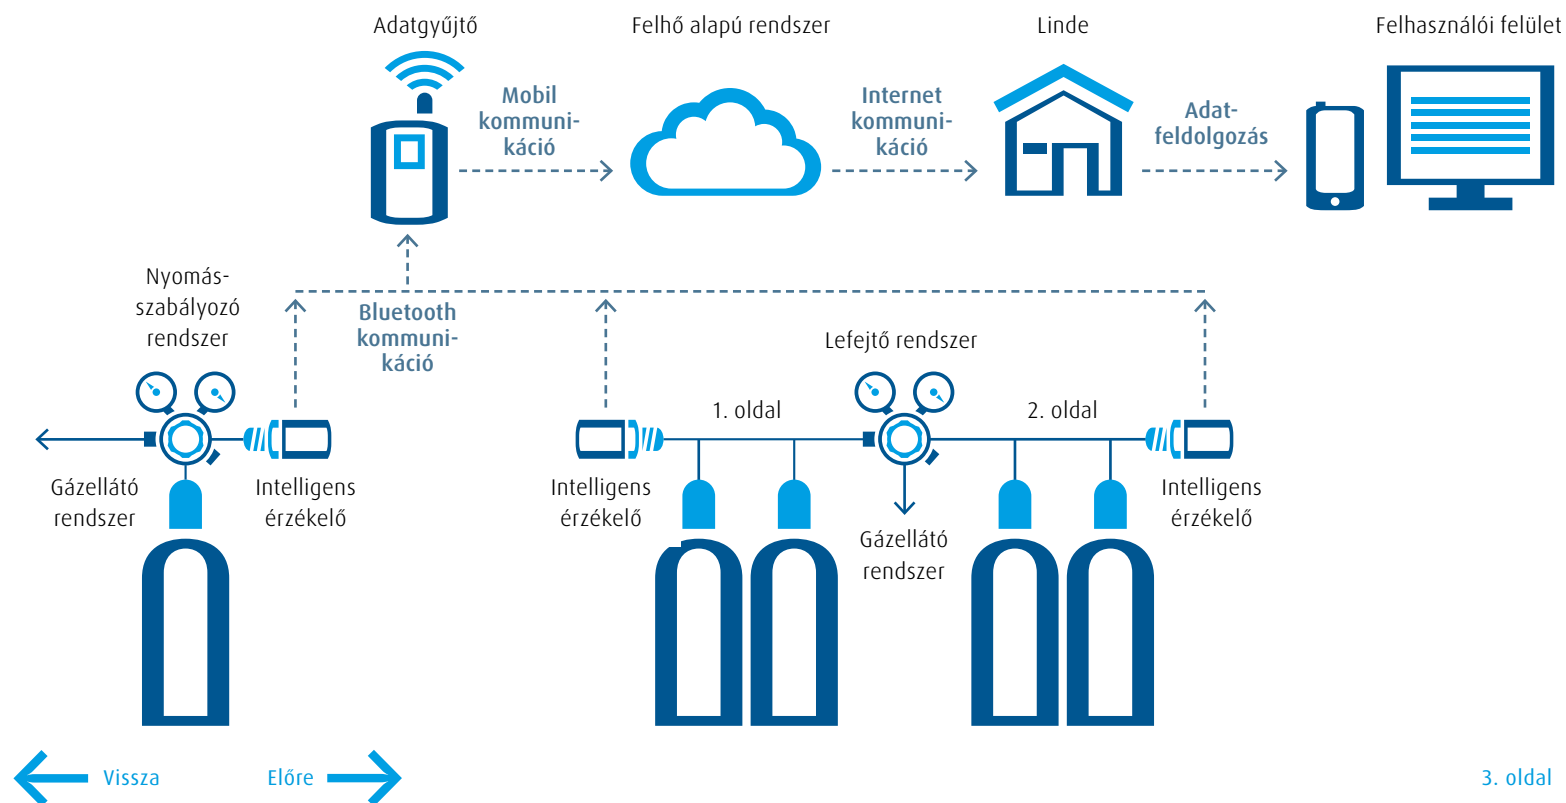 Adatgyűjtő
Felhő alapú rendszer
Linde
Felhasználói felület
Mobil
kommuni-
káció
Internet
kommuni-
káció
Adat-
feldolgozás
Nyomás-
szabályozó
rendszer
Bluetooth
kommuni-
káció
Lefejtő rendszer
1. oldal
2. oldal
Gázellátó
rendszer
Intelligens
érzékelő
Intelligens
érzékelő
Gázellátó
rendszer
Intelligens
érzékelő
Vissza
Előre
3. oldal